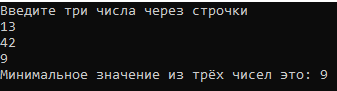 Введите три числа через строчки
13
42
9
Минимальное значение из трёх чисел это: 9